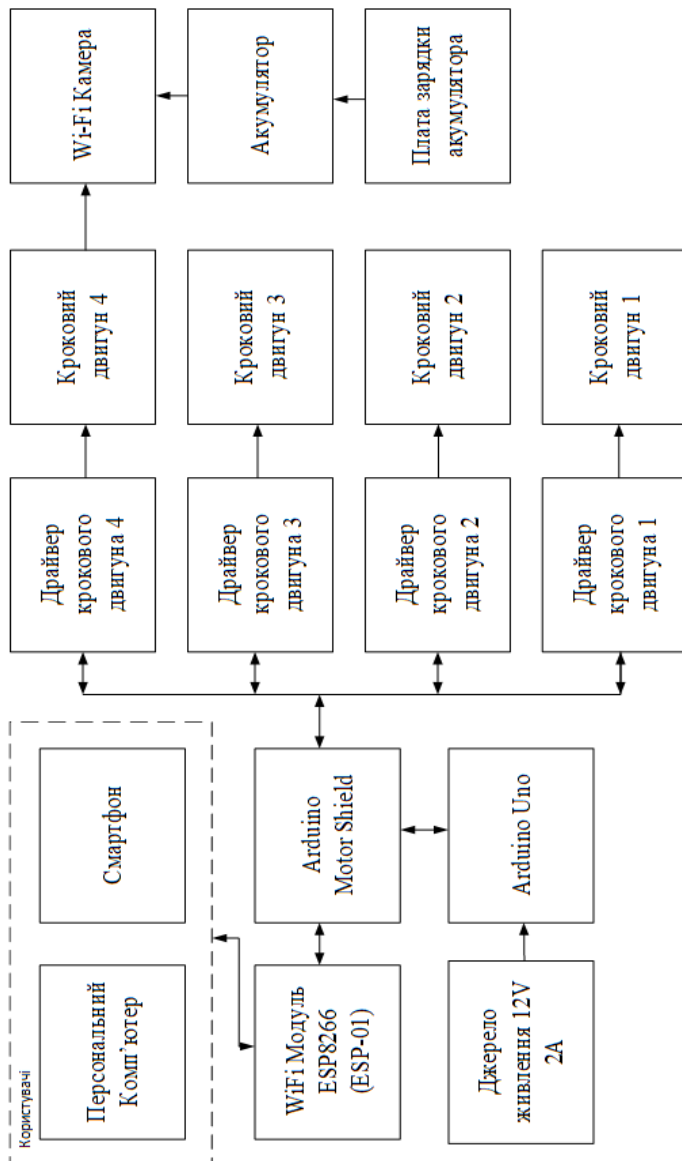 Користувачі
Персональний
Комп’ютер
Смартфон
WiFi Модуль
ESP8266
(ESP-01)
Arduino
Motor Shield
Джерело
живлення 12V
2A
Arduino Uno
Драйвер
крокового
двигуна 4
Драйвер
крокового
двигуна 3
Драйвер
крокового
двигуна 2
Драйвер
крокового
двигуна 1
Кроковий
двигун 4
Кроковий
двигун 3
Кроковий
двигун 2
Кроковий
двигун 1
Wi-Fi Камера
Акумулятор
Плата зарядки
акумулятора